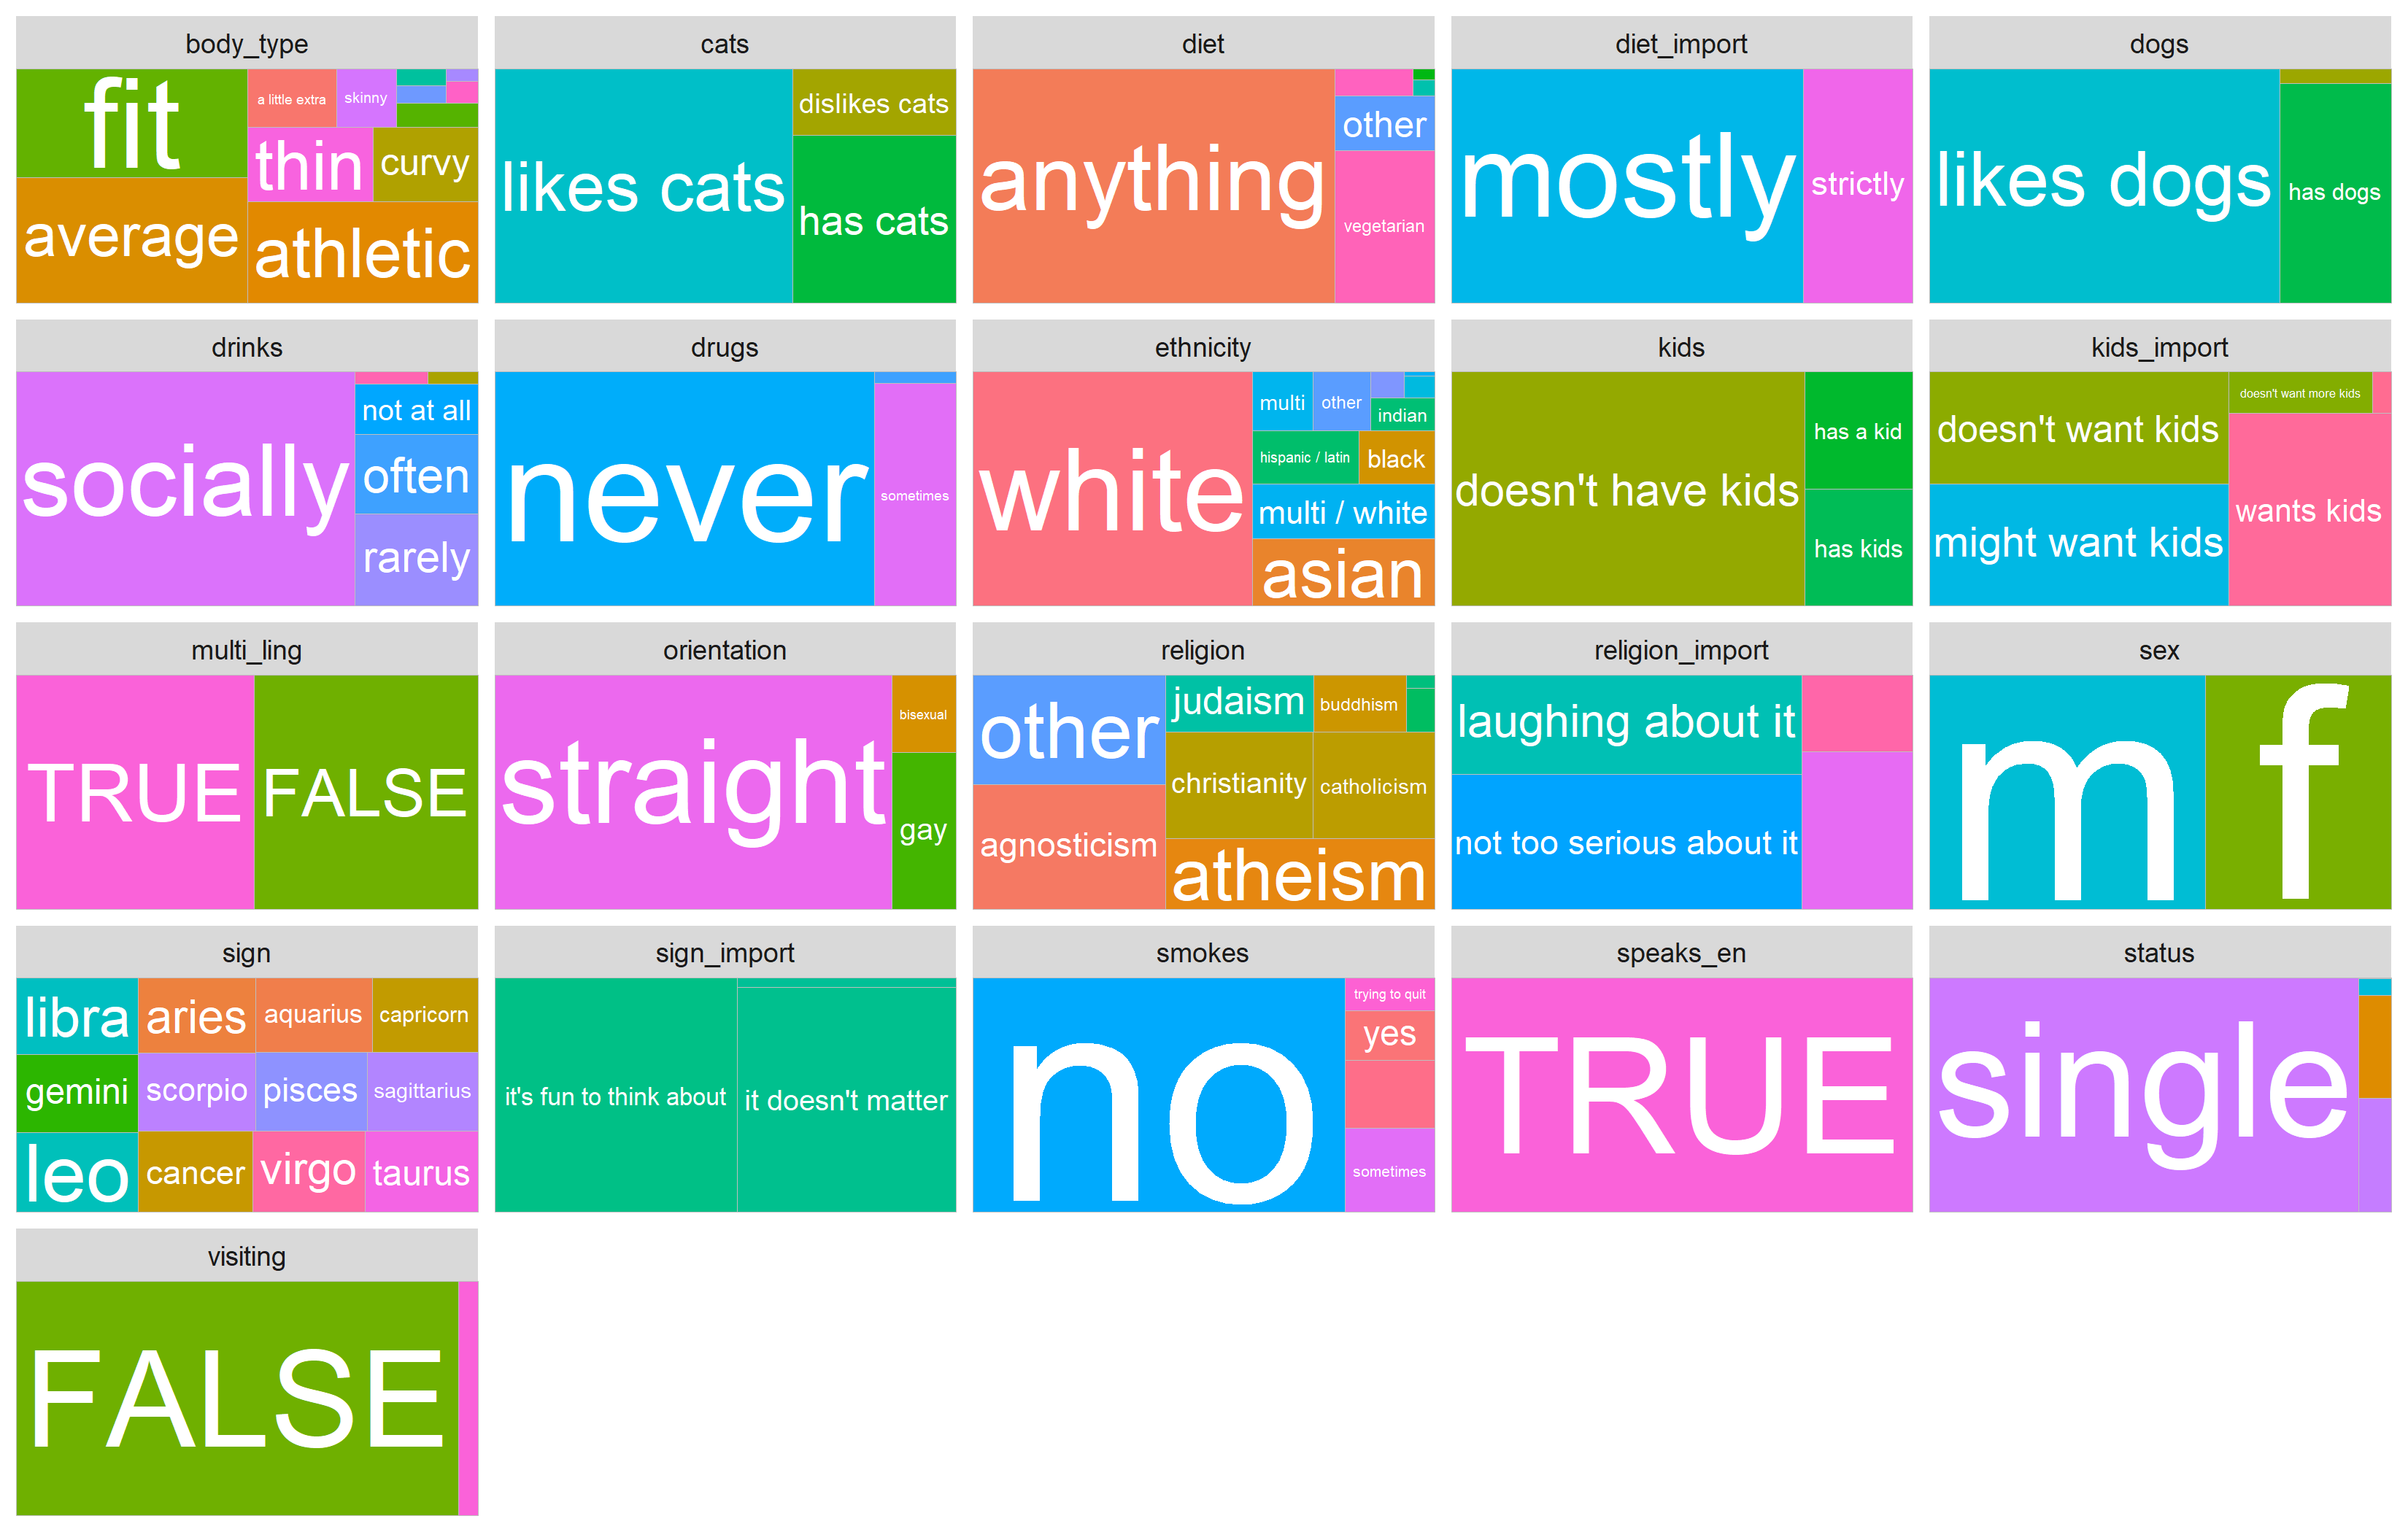 body_type
fit
a little extra
skinny
thin
curvy
average
athletic
cats
likes cats
dislikes cats
has cats
diet
anything
other
vegetarian
diet_import
mostly
strictly
dogs
likes dogs
has dogs
drinks
socially
not at all
often
rarely
drugs
never
sometimes
ethnicity
white
multi
other
indian
hispanic / latin
black
multi / white
asian
kids
doesn't have kids
has a kid
has kids
kids_import
doesn't want kids
doesn't want more kids
might want kids
wants kids
multi_ling
TRUE
FALSE
orientation
straight
bisexual
gay
religion
other
judaism
buddhism
christianity
catholicism
agnosticism
atheism
religion_import
laughing about it
not too serious about it
sex
m
f
sign
libra
aries
aquarius
capricorn
gemini
scorpio
pisces
sagittarius
leo
cancer
virgo
taurus
sign_import
it's fun to think about
it doesn't matter
smokes
no
trying to quit
yes
sometimes
speaks_en
TRUE
status
single
visiting
FALSE